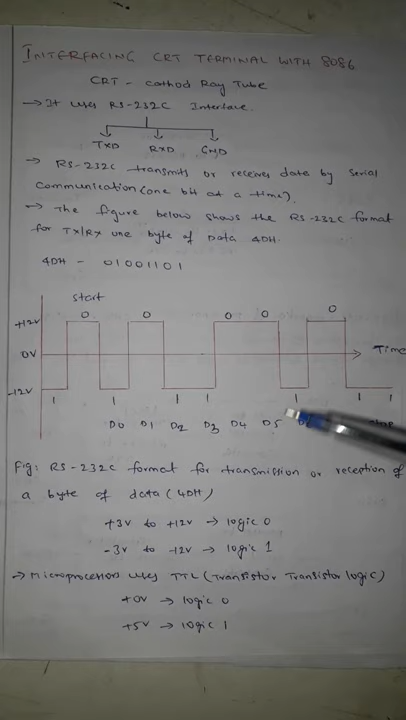 INTERFACING CRT TERMINAL WITH 8086
CRT - Cathod Ray Tube
→ It uses RS-232C Interface.
TXD RXD GND
→ RS-232C transmits or receives data by serial
communication (one bit at a time).
→ The figure below shows the RS-232C format
for Tx/Rx one byte of Data 4DH.
4DH - 01001101
start
0 0 0 0 0
+12V
0V
Time
-12V
1 1 1 1 1 1 1
D0 D1 D2 D3 D4 D5
Fig: RS-232C format for transmission or reception of
a byte of data (4DH)
+3V to +12V → logic 0
-3V to -12V → logic 1
→ Microprocessors uses TTL (Transistor Transistor logic)
+0V → logic 0
+5V → logic 1